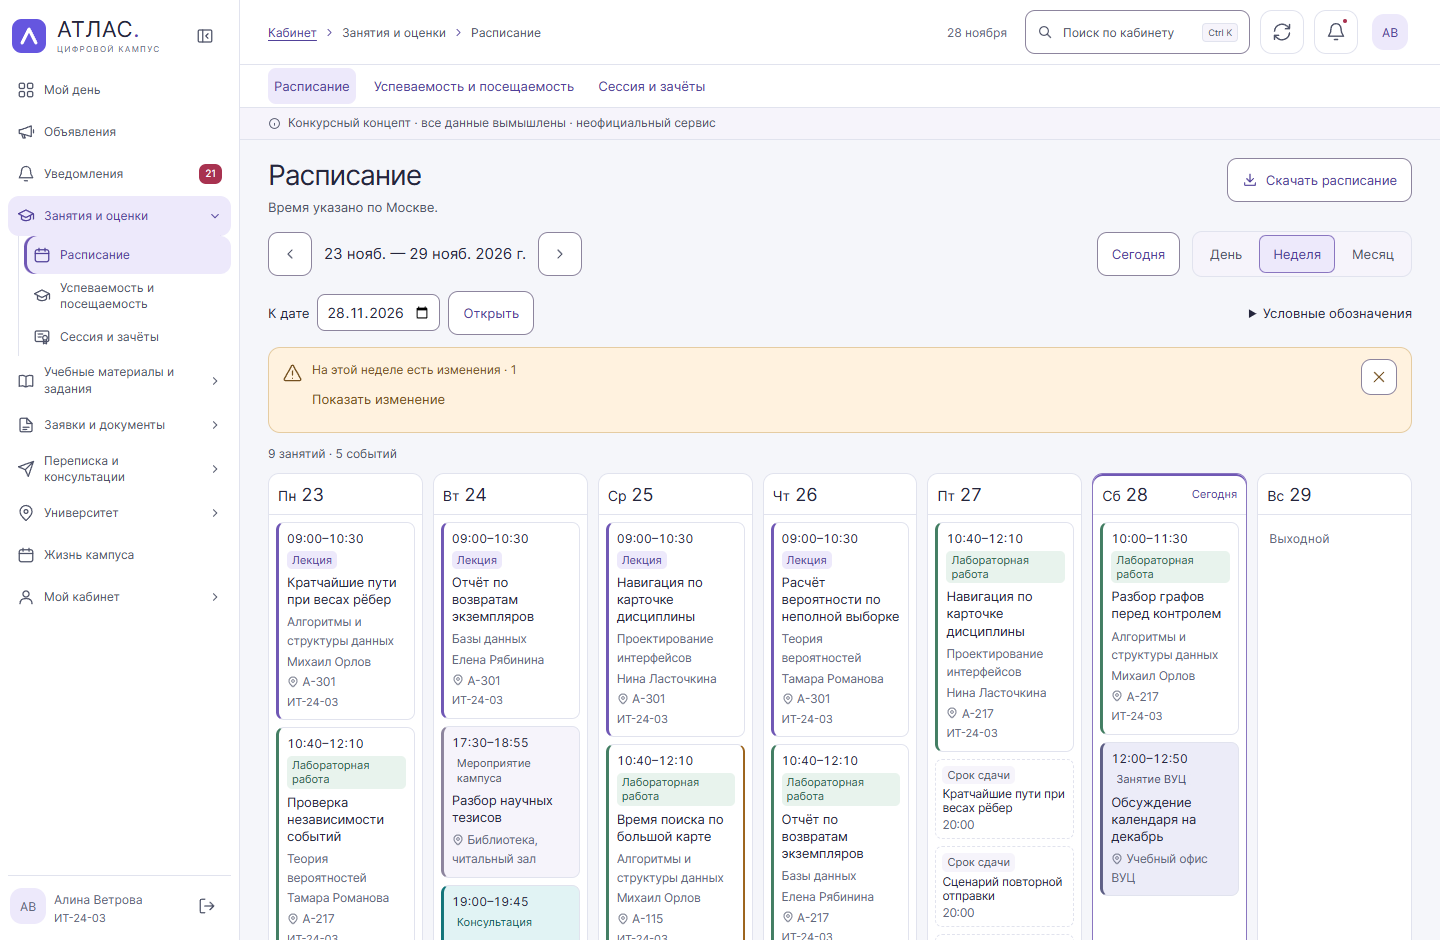 АТЛАС.
ЦИФРОВОЙ КАМПУС
Мой день
Объявления
Уведомления
21
Занятия и оценки
Расписание
Успеваемость и
посещаемость
Сессия и зачёты
Учебные материалы и
задания
Заявки и документы
Переписка и
консультации
Университет
Жизнь кампуса
Мой кабинет
АВ
Алина Ветрова
ИТ-24-03
Кабинет
Занятия и оценки
Расписание
28 ноября
Поиск по кабинету
Ctrl K
АВ
Расписание
Успеваемость и посещаемость
Сессия и зачёты
Конкурсный концепт · все данные вымышлены · неофициальный сервис
Расписание
Время указано по Москве.
Скачать расписание
23 нояб. — 29 нояб. 2026 г.
Сегодня
День
Неделя
Месяц
К дате
28.11.2026
Открыть
Условные обозначения
На этой неделе есть изменения · 1
Показать изменение
9 занятий · 5 событий
Пн 23
09:00–10:30
Лекция
Кратчайшие пути
при весах рёбер
Алгоритмы и
структуры данных
Михаил Орлов
А-301
ИТ-24-03
10:40–12:10
Лабораторная
работа
Проверка
независимости
событий
Теория
вероятностей
Тамара Романова
А-217
ИТ-24-03
Вт 24
09:00–10:30
Лекция
Отчёт по
возвратам
экземпляров
Базы данных
Елена Рябинина
А-301
ИТ-24-03
17:30–18:55
Мероприятие
кампуса
Разбор научных
тезисов
Библиотека,
читальный зал
19:00–19:45
Консультация
Ср 25
09:00–10:30
Лекция
Навигация по
карточке
дисциплины
Проектирование
интерфейсов
Нина Ласточкина
А-301
ИТ-24-03
10:40–12:10
Лабораторная
работа
Время поиска по
большой карте
Алгоритмы и
структуры данных
Михаил Орлов
А-115
ИТ-24-03
Чт 26
09:00–10:30
Лекция
Расчёт
вероятности по
неполной выборке
Теория
вероятностей
Тамара Романова
А-301
ИТ-24-03
10:40–12:10
Лабораторная
работа
Отчёт по
возвратам
экземпляров
Базы данных
Елена Рябинина
А-217
ИТ-24-03
Пт 27
10:40–12:10
Лабораторная
работа
Навигация по
карточке
дисциплины
Проектирование
интерфейсов
Нина Ласточкина
А-217
ИТ-24-03
Срок сдачи
Кратчайшие пути при
весах рёбер
20:00
Срок сдачи
Сценарий повторной
отправки
20:00
Сб 28
Сегодня
10:00–11:30
Лабораторная
работа
Разбор графов
перед контролем
Алгоритмы и
структуры данных
Михаил Орлов
А-217
ИТ-24-03
12:00–12:50
Занятие ВУЦ
Обсуждение
календаря на
декабрь
Учебный офис
ВУЦ
Вс 29
Выходной